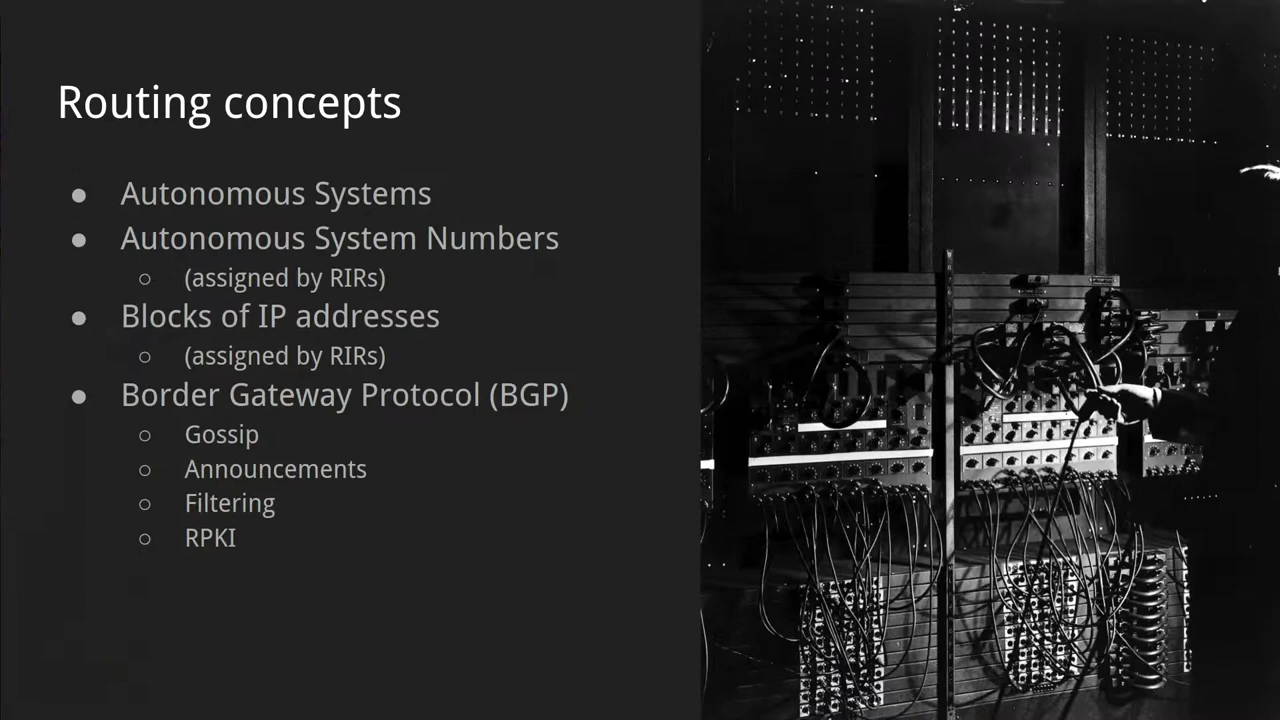 Routing concepts
● Autonomous Systems
● Autonomous System Numbers
○ (assigned by RIRs)
● Blocks of IP addresses
○ (assigned by RIRs)
● Border Gateway Protocol (BGP)
○ Gossip
○ Announcements
○ Filtering
○ RPKI